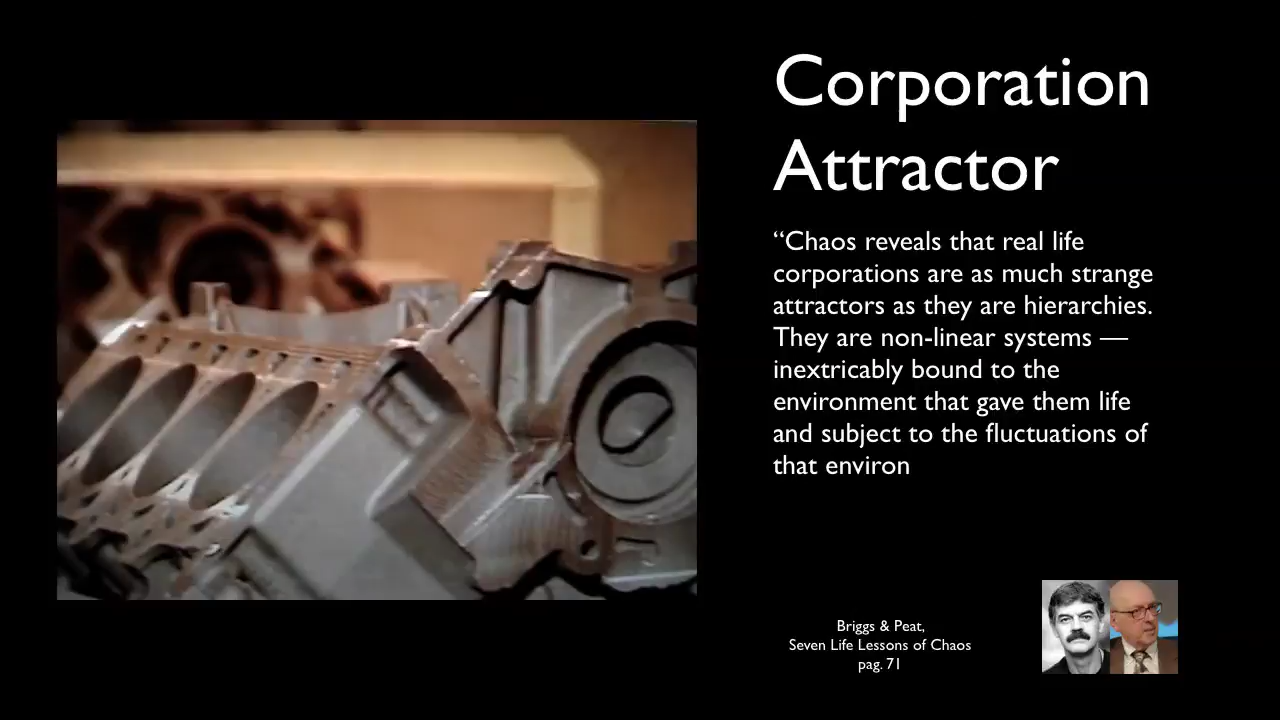 Corporation
Attractor
“Chaos reveals that real life
corporations are as much strange
attractors as they are hierarchies.
They are non-linear systems —
inextricably bound to the
environment that gave them life
and subject to the fluctuations of
that environ
Briggs & Peat,
Seven Life Lessons of Chaos
pag. 71